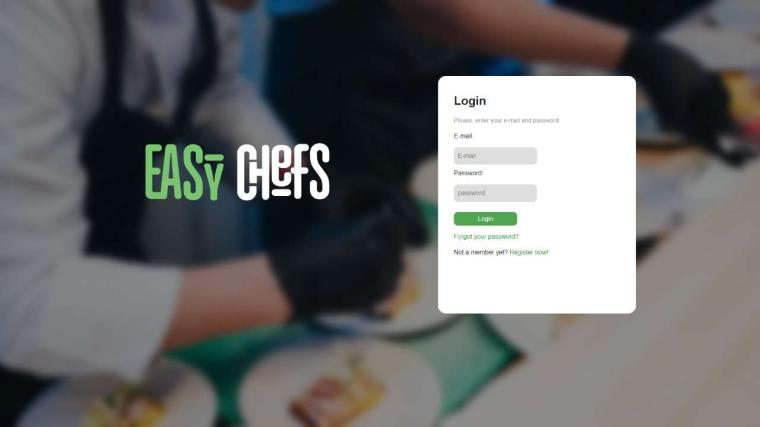 EASY CHEFS
Login
Please, enter your e-mail and password.
E-mail:
E-mail
Password:
password
Login
Forgot your password?
Not a member yet? Register now!